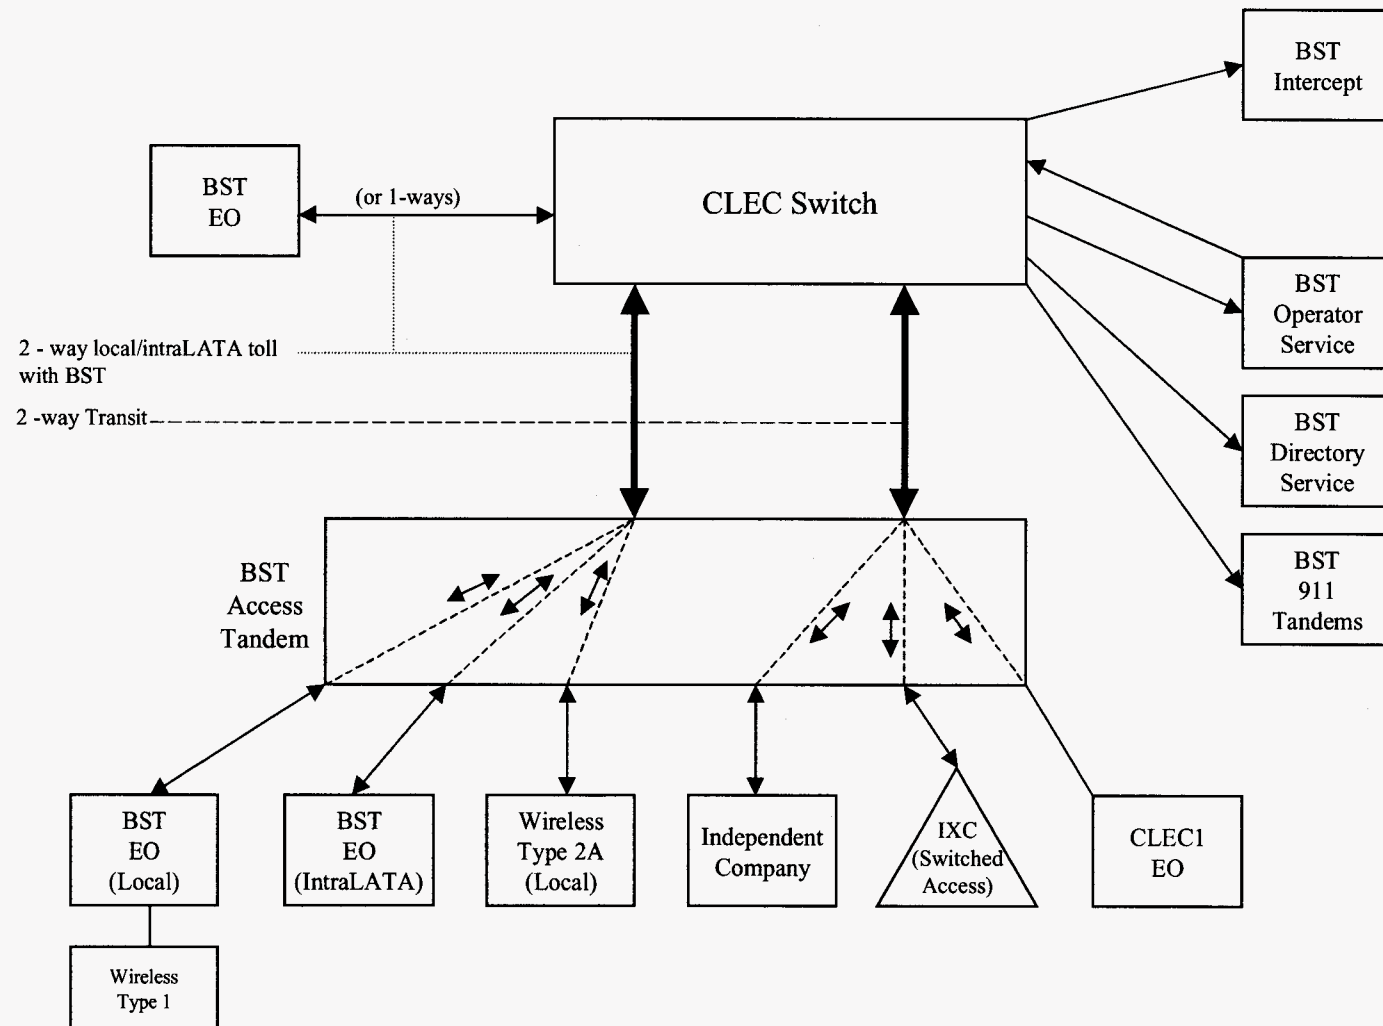 BST
Intercept
BST
EO
(or 1-ways)
CLEC Switch
BST
Operator
Service
2 - way local/intraLATA toll
with BST
2 -way Transit
BST
Directory
Service
BST
911
Tandems
BST
Access
Tandem
BST
EO
(Local)
BST
EO
(IntraLATA)
Wireless
Type 2A
(Local)
Independent
Company
IXC
(Switched
Access)
CLEC1
EO
Wireless
Type 1